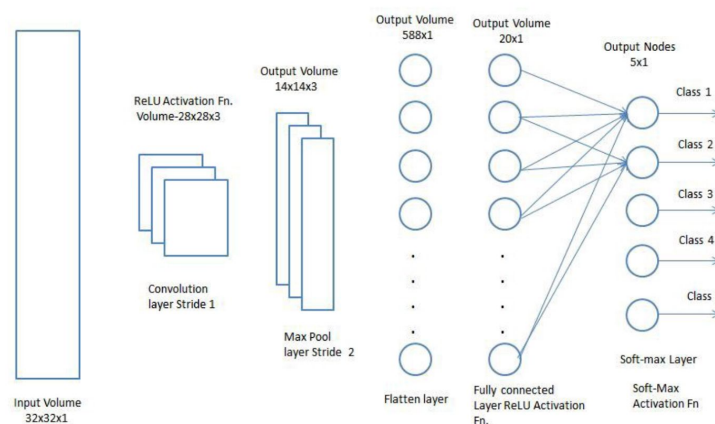 Input Volume
32x32x1
ReLU Activation Fn.
Volume-28x28x3
Convolution
layer Stride 1
Output Volume
14x14x3
Max Pool
layer Stride 2
Output Volume
588x1
Flatten layer
Output Volume
20x1
Fully connected
Layer ReLU Activation
Fn.
Output Nodes
5x1
Class 1
Class 2
Class 3
Class 4
Class
Soft-max Layer
Soft-Max
Activation Fn